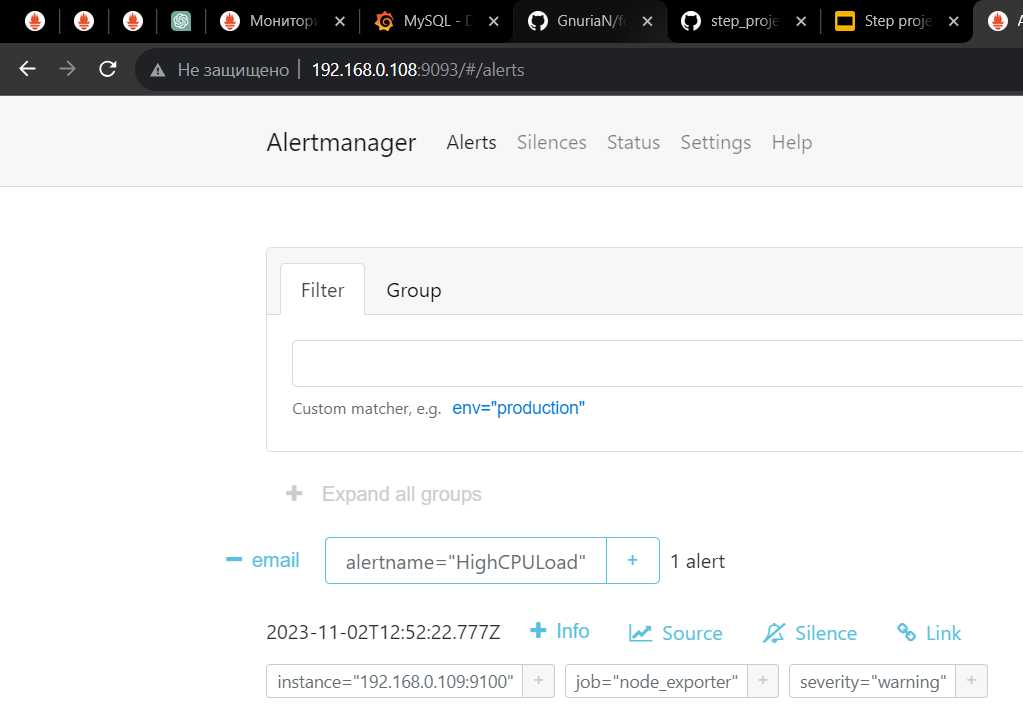 Монитори MySQL - D GnuriaN/f step_proje Step proje A
Не защищено 192.168.0.108:9093/#/alerts
Alertmanager Alerts Silences Status Settings Help
Filter Group
Custom matcher, e.g. env="production"
+ Expand all groups
− email alertname="HighCPULoad" + 1 alert
2023-11-02T12:52:22.777Z + Info Source Silence Link
instance="192.168.0.109:9100" + job="node_exporter" + severity="warning" +